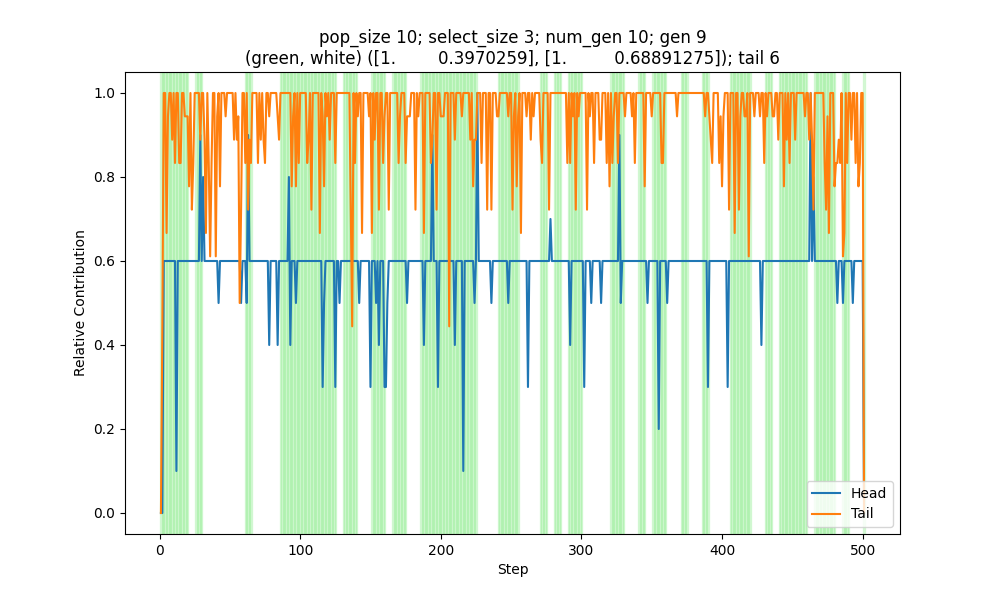 pop_size 10; select_size 3; num_gen 10; gen 9
(green, white) ([1. 0.3970259], [1. 0.68891275]); tail 6
1.0
0.8
0.6
0.4
0.2
0.0
Relative Contribution
0 100 200 300 400 500
Step
Head
Tail